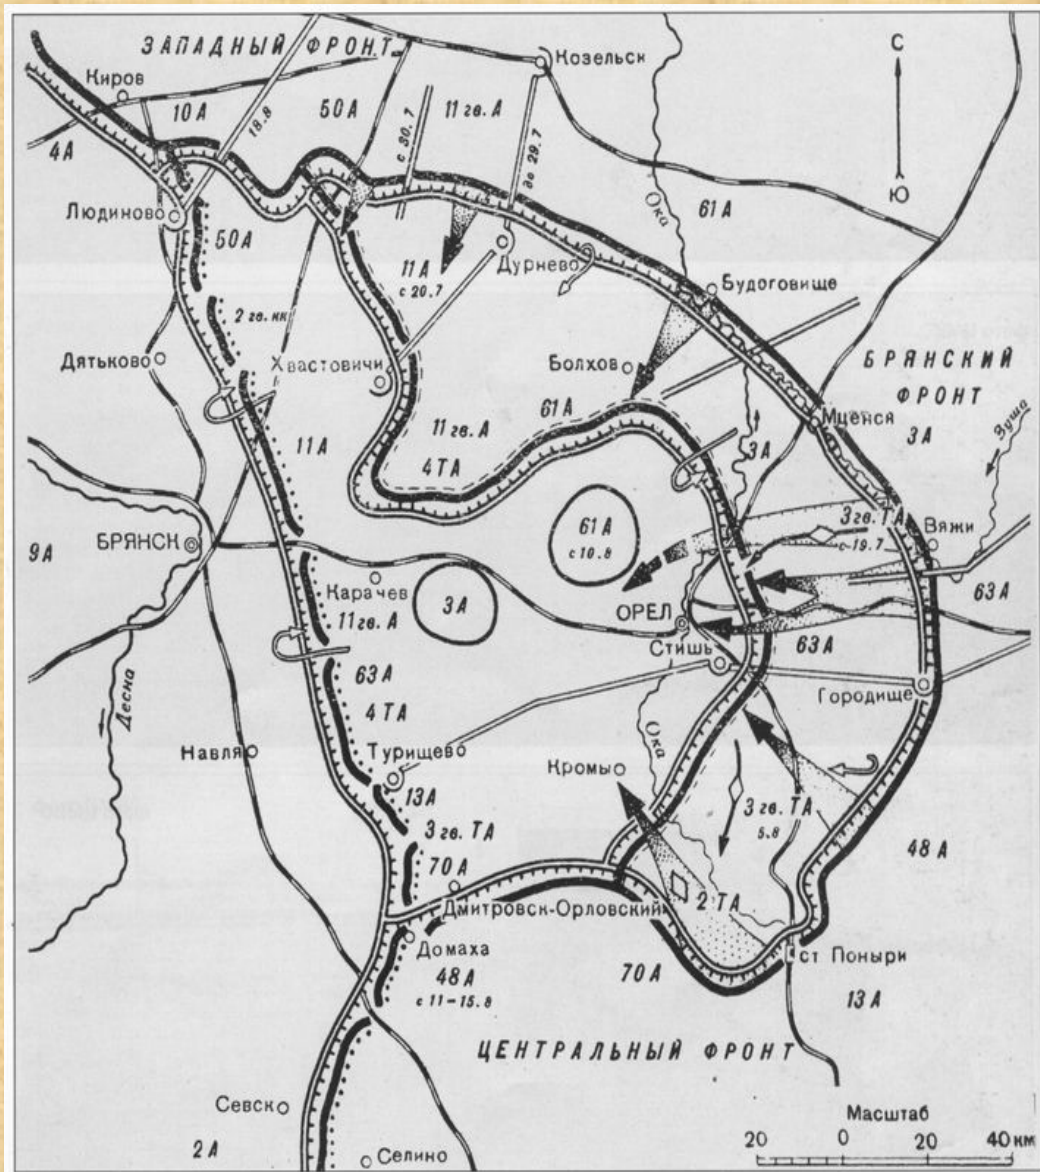 ЗАПАДНЫЙ ФРОНТ
Козельск
С
Киров
10 А
18.8
50 А
с 30.7
11 гв. А
до 29.7
4 А
Ю
Ока
61 А
Людиново
50 А
11 А
с 20.7
Дурнево
Будоговище
2 гв. кк
Дятьково
Хвастовичи
Болхов
БРЯНСКИЙ
ФРОНТ
Мценск
3 А
Зуша
61 А
11 гв. А
4 ТА
11 А
3 А
61 А
с 10.8
3 гв. ТА
с 19.7
Вяжи
9 А
БРЯНСК
Карачев
3 А
63 А
11 гв. А
ОРЕЛ
Стишь
63 А
63 А
4 ТА
Городище
Десна
Навля
Турищево
Ока
Кромы
13 А
3 гв. ТА
5.8
3 гв. ТА
48 А
70 А
2 ТА
Дмитровск-Орловский
Домаха
48 А
с 11-15.8
70 А
ст Поныри
13 А
ЦЕНТРАЛЬНЫЙ ФРОНТ
Севск
Масштаб
2 А
Селино
20 0 20 40 км